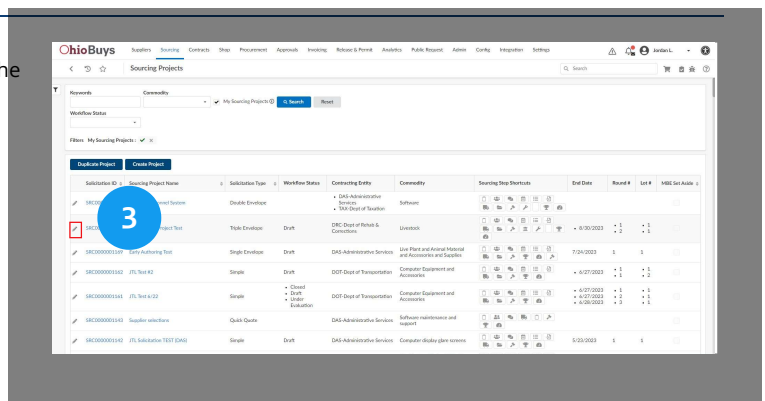 ne
OhioBuys Suppliers Sourcing Contracts Shop Procurement Approvals Invoicing Release & Permit Analytics Public Request Admin Config Integration Settings Jordan L.
Sourcing Projects Search
Keywords Commodity
My Sourcing Projects Search Reset
Workflow Status
Filters My Sourcing Projects :
Duplicate Project Create Project
Solicitation ID Sourcing Project Name Solicitation Type Workflow Status Contracting Entity Commodity Sourcing Step Shortcuts End Date Round # Lot # MBE Set Aside
System Double Envelope • DAS-Administrative Services • TAX-Dept of Taxation Software
3
Project Test Triple Envelope Draft DRC-Dept of Rehab & Corrections Livestock • 8/30/2023 • 1 • 2 • 1 • 1
SRC0000001169 Early Authoring Test Single Envelope Draft DAS-Administrative Services Live Plant and Animal Material and Accessories and Supplies 7/24/2023 1 1
SRC0000001162 JTL Test #2 Simple Draft DOT-Dept of Transportation Computer Equipment and Accessories • 6/27/2023 • 1 • 1 • 1 • 2
SRC0000001161 JTL Test 6/22 Simple • Closed • Draft • Under Evaluation DOT-Dept of Transportation Computer Equipment and Accessories • 6/27/2023 • 6/27/2023 • 6/28/2023 • 1 • 2 • 3 • 1 • 1 • 1
SRC0000001143 Supplier selections Quick Quote DAS-Administrative Services Software maintenance and support
SRC0000001142 JTL Solicitation TEST (DAS) Simple Draft DAS-Administrative Services Computer display glare screens 5/23/2023 1 1